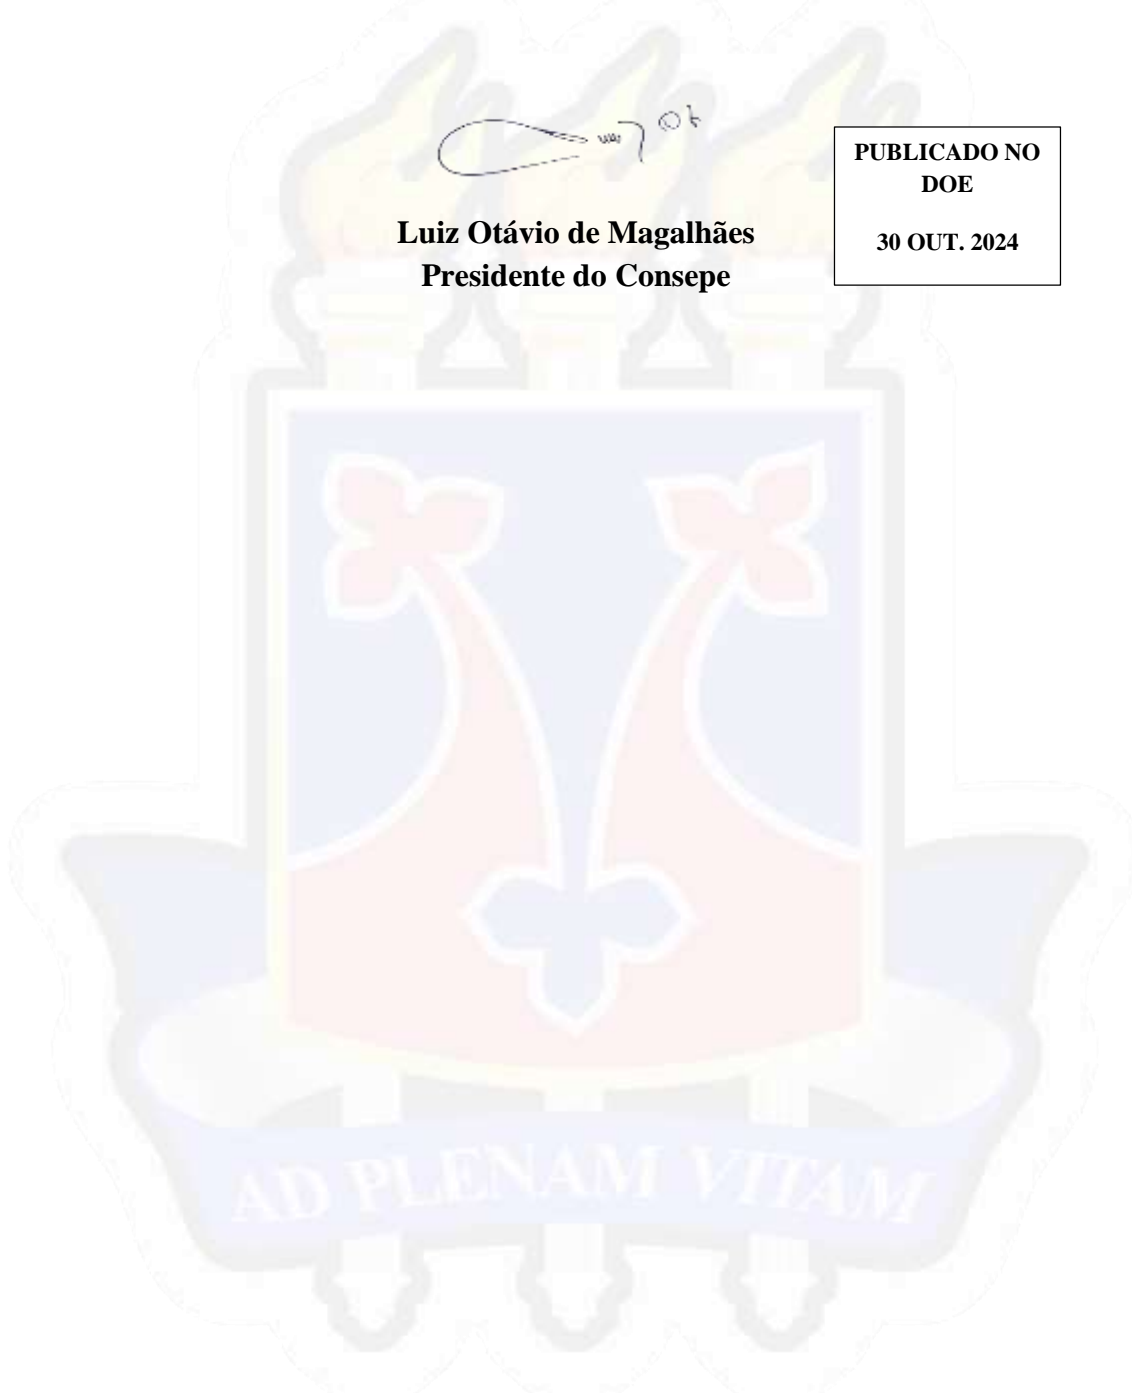 Luiz Otávio de Magalhães
Presidente do Consepe
PUBLICADO NO
DOE
30 OUT. 2024
AD PLENAM VITAM